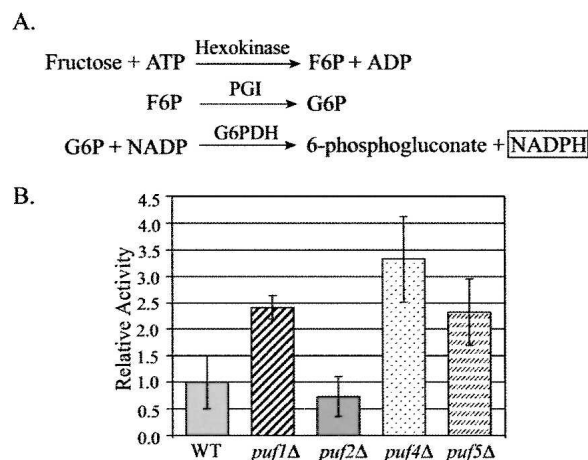 A.
Hexokinase
Fructose + ATP F6P + ADP
PGI
F6P G6P
G6PDH
G6P + NADP 6-phosphogluconate + NADPH
B.
Relative Activity
4.5
4.0
3.5
3.0
2.5
2.0
1.5
1.0
0.5
0.0
WT puf1Δ puf2Δ puf4Δ puf5Δ